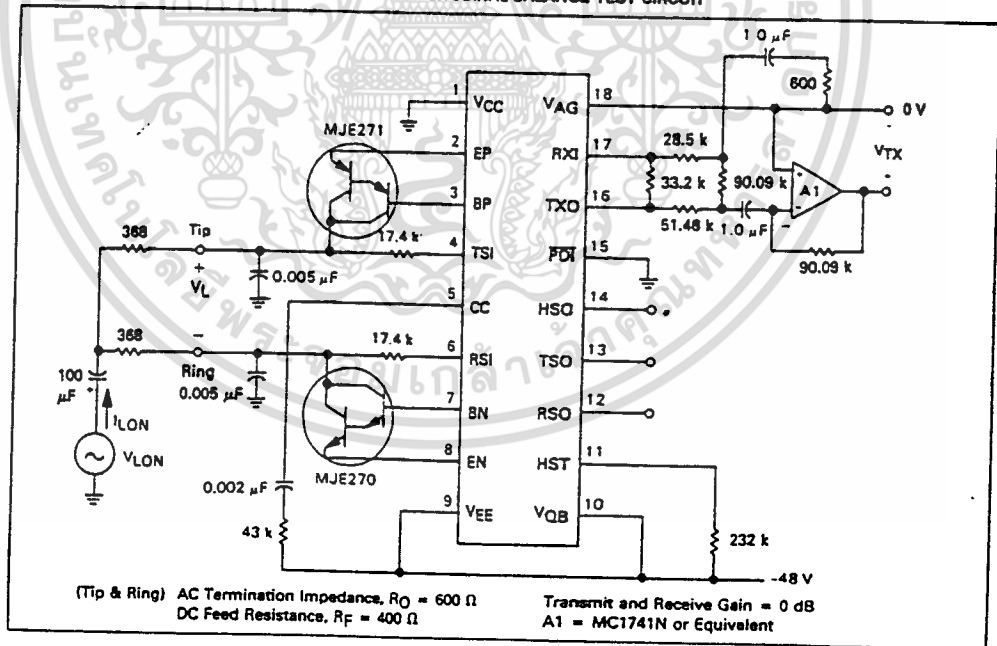 BALANCE TEST CIRCUIT
1.0 μF
600
1
VCC
VAG
18
0 V
MJE271
2
EP
RXI
17
28.5 k
-
VTX
-
33.2 k
90.09 k
+
A1
-
3
BP
TXO
16
51.48 k
1.0 μF
90.09 k
368
Tip
17.4 k
4
TSI
PDI
15
+
VL
0.005 μF
5
CC
HSO
14
368
-
17.4 k
6
RSI
TSO
13
Ring
100
μF
+
0.005 μF
7
BN
RSO
12
ILON
VLON
8
EN
HST
11
MJE270
0.002 μF
9
VEE
VQB
10
43 k
232 k
-48 V
(Tip & Ring) AC Termination Impedance, RO = 600 Ω
DC Feed Resistance, RF = 400 Ω
Transmit and Receive Gain = 0 dB
A1 = MC1741N or Equivalent